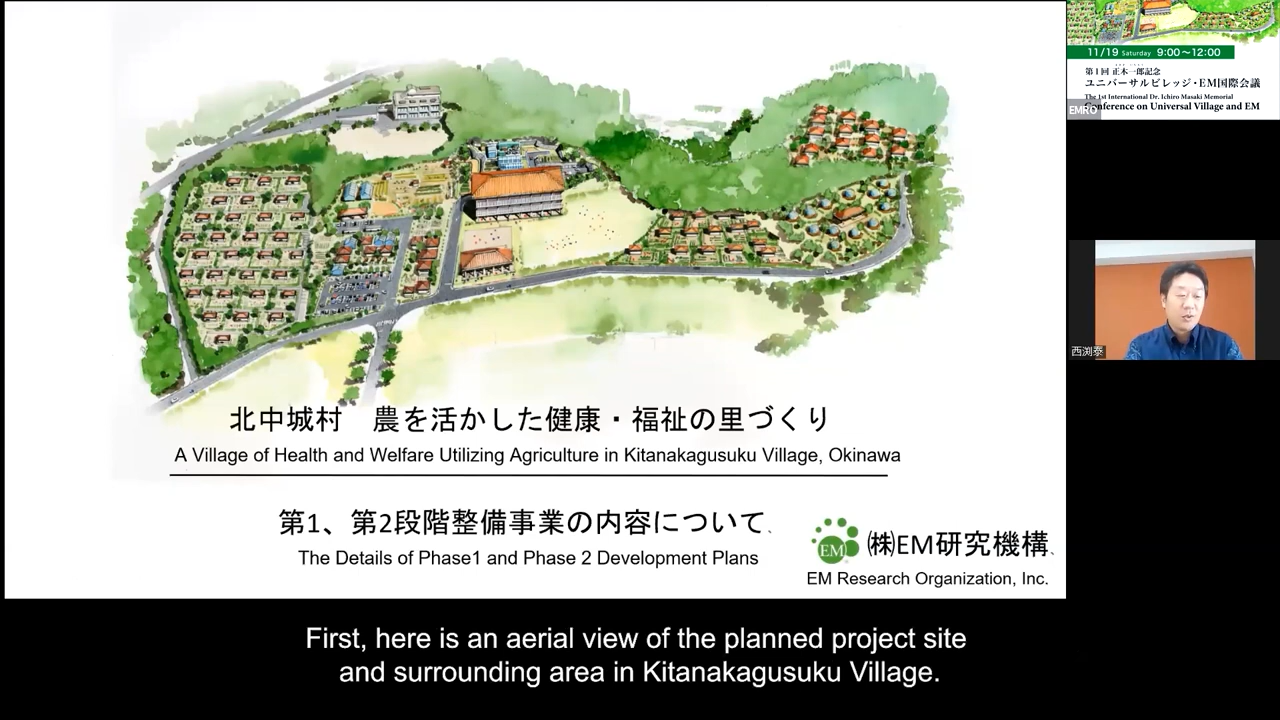 北中城村　農を活かした健康・福祉の里づくり
A Village of Health and Welfare Utilizing Agriculture in Kitanakagusuku Village, Okinawa
第1、第2段階整備事業の内容について、
The Details of Phase1 and Phase 2 Development Plans
EM
㈱EM研究機構、
EM Research Organization, Inc.
First, here is an aerial view of the planned project site
and surrounding area in Kitanakagusuku Village.
11/19 Saturday 9:00～12:00
第1回 正木一郎記念
ユニバーサルビレッジ・EM国際会議
The 1st International Dr. Ichiro Masaki Memorial
Conference on Universal Village and EM
EMRO
西渕泰